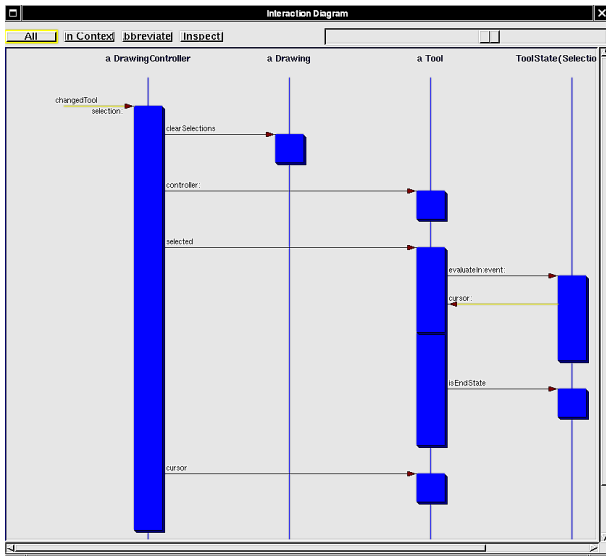 Interaction Diagram
All n Context bbreviate Inspect
a DrawingController a Drawing a Tool ToolState(Selectio
changedTool
selection:
clearSelections
controller:
selected
evaluateIn:event:
cursor:
isEndState
cursor